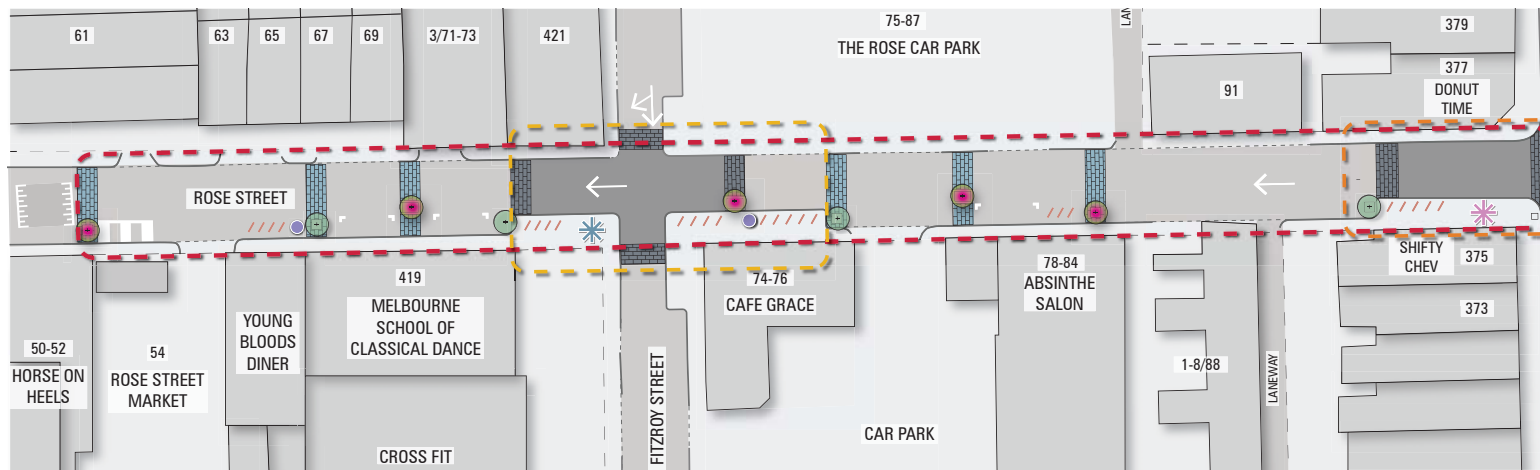 61
63
65
67
69
3/71-73
421
75-87
THE ROSE CAR PARK
91
379
377
DONUT
TIME
ROSE STREET
50-52
HORSE ON
HEELS
54
ROSE STREET
MARKET
YOUNG
BLOODS
DINER
419
MELBOURNE
SCHOOL OF
CLASSICAL DANCE
CROSS FIT
FITZROY STREET
74-76
CAFE GRACE
CAR PARK
78-84
ABSINTHE
SALON
1-8/88
LANEWAY
SHIFTY
CHEV
375
373